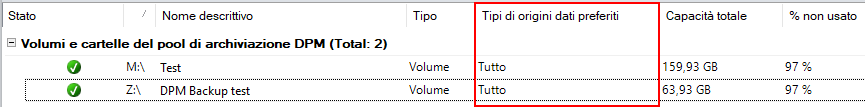 Stato / Nome descrittivo Tipo Tipi di origini dati preferiti Capacità totale % non usato
Volumi e cartelle del pool di archiviazione DPM (Total: 2)
M:\ Test Volume Tutto 159,93 GB 97 %
Z:\ DPM Backup test Volume Tutto 63,93 GB 97 %